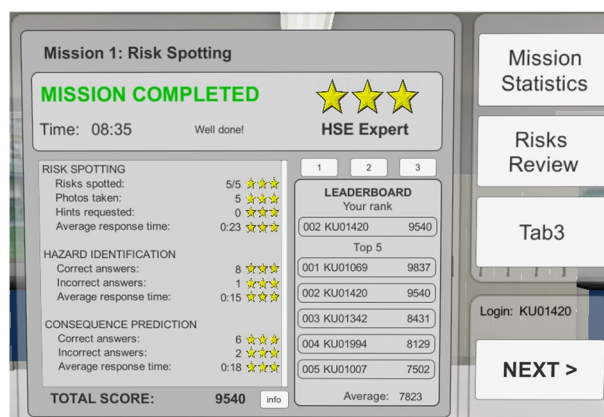 Mission 1: Risk Spotting
MISSION COMPLETED
Time: 08:35
Well done!
HSE Expert
RISK SPOTTING
Risks spotted: 5/5
Photos taken: 5
Hints requested: 0
Average response time: 0:23
HAZARD IDENTIFICATION
Correct answers: 8
Incorrect answers: 1
Average response time: 0:15
CONSEQUENCE PREDICTION
Correct answers: 6
Incorrect answers: 2
Average response time: 0:18
TOTAL SCORE: 9540 info
1 2 3
LEADERBOARD
Your rank
002 KU01420 9540
Top 5
001 KU01069 9837
002 KU01420 9540
003 KU01342 8431
004 KU01994 8129
005 KU01007 7502
Average: 7823
Mission
Statistics
Risks
Review
Tab3
Login: KU01420
NEXT >